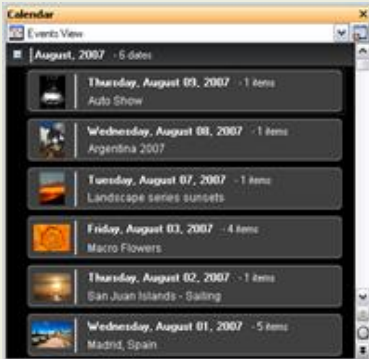 Calendar
Events View
August, 2007 - 6 dates
Thursday, August 09, 2007 - 1 items
Auto Show
Wednesday, August 08, 2007 - 1 items
Argentina 2007
Tuesday, August 07, 2007 - 1 items
Landscape series sunsets
Friday, August 03, 2007 - 4 items
Macro Flowers
Thursday, August 02, 2007 - 1 items
San Juan Islands - Sailing
Wednesday, August 01, 2007 - 5 items
Madrid, Spain